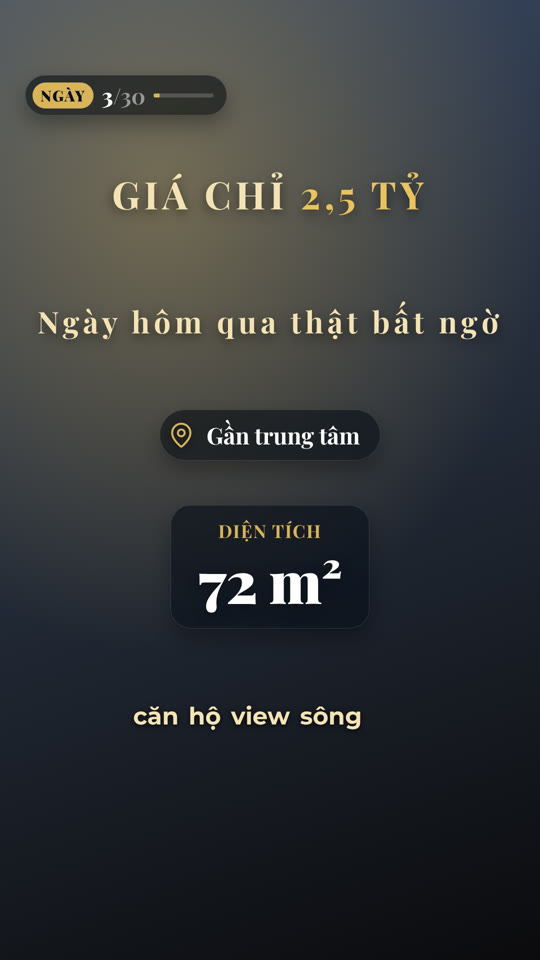 NGÀY 3/30
GIÁ CHỈ 2,5 TỶ
Ngày hôm qua thật bất ngờ
Gần trung tâm
DIỆN TÍCH
72 m²
căn hộ view sông